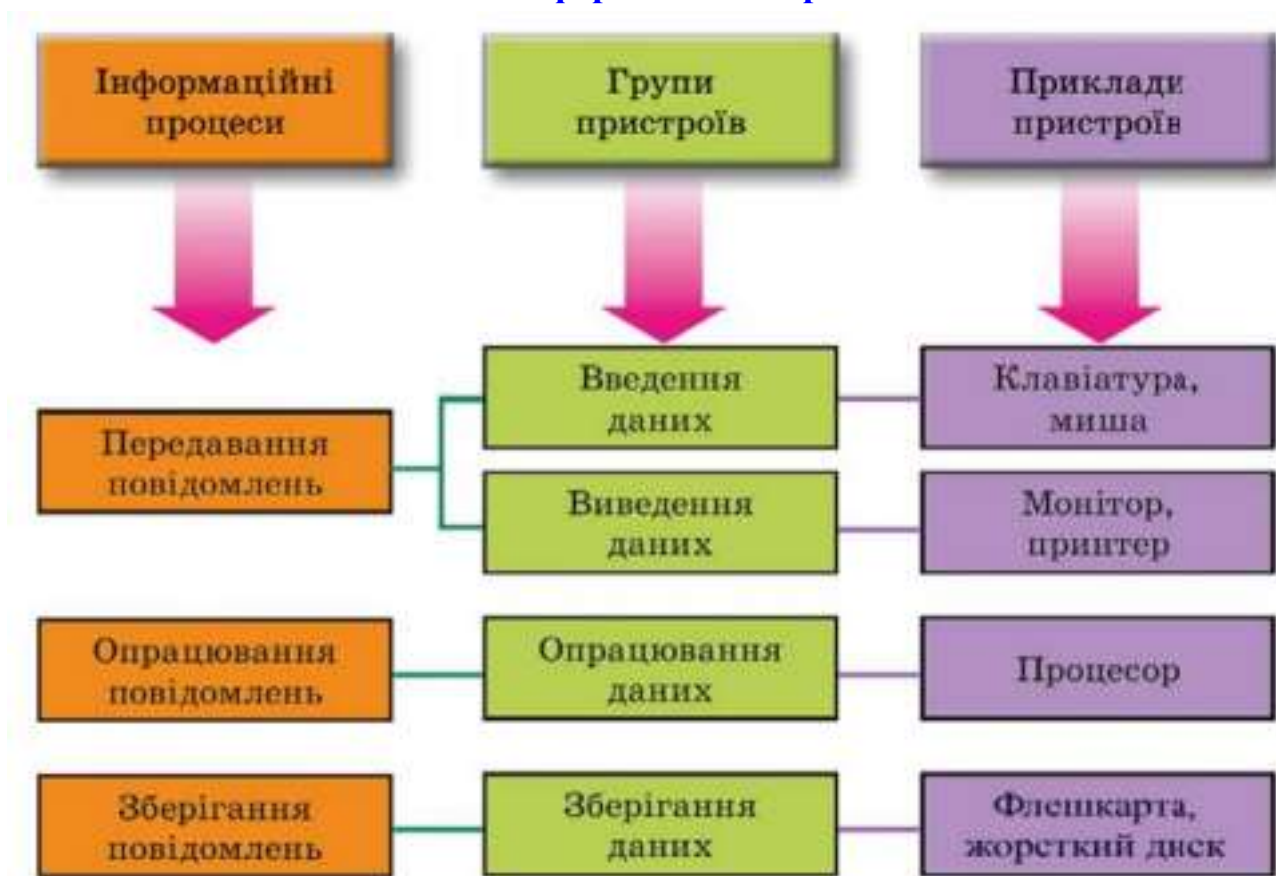 Інформаційні
процеси
Групи
пристроїв
Приклади
пристроїв
Передавання
повідомлень
Введення
даних
Клавіатура,
миша
Виведення
даних
Монітор,
принтер
Опрацювання
повідомлень
Опрацювання
даних
Процесор
Зберігання
повідомлень
Зберігання
даних
Флешкарта,
жорсткий диск